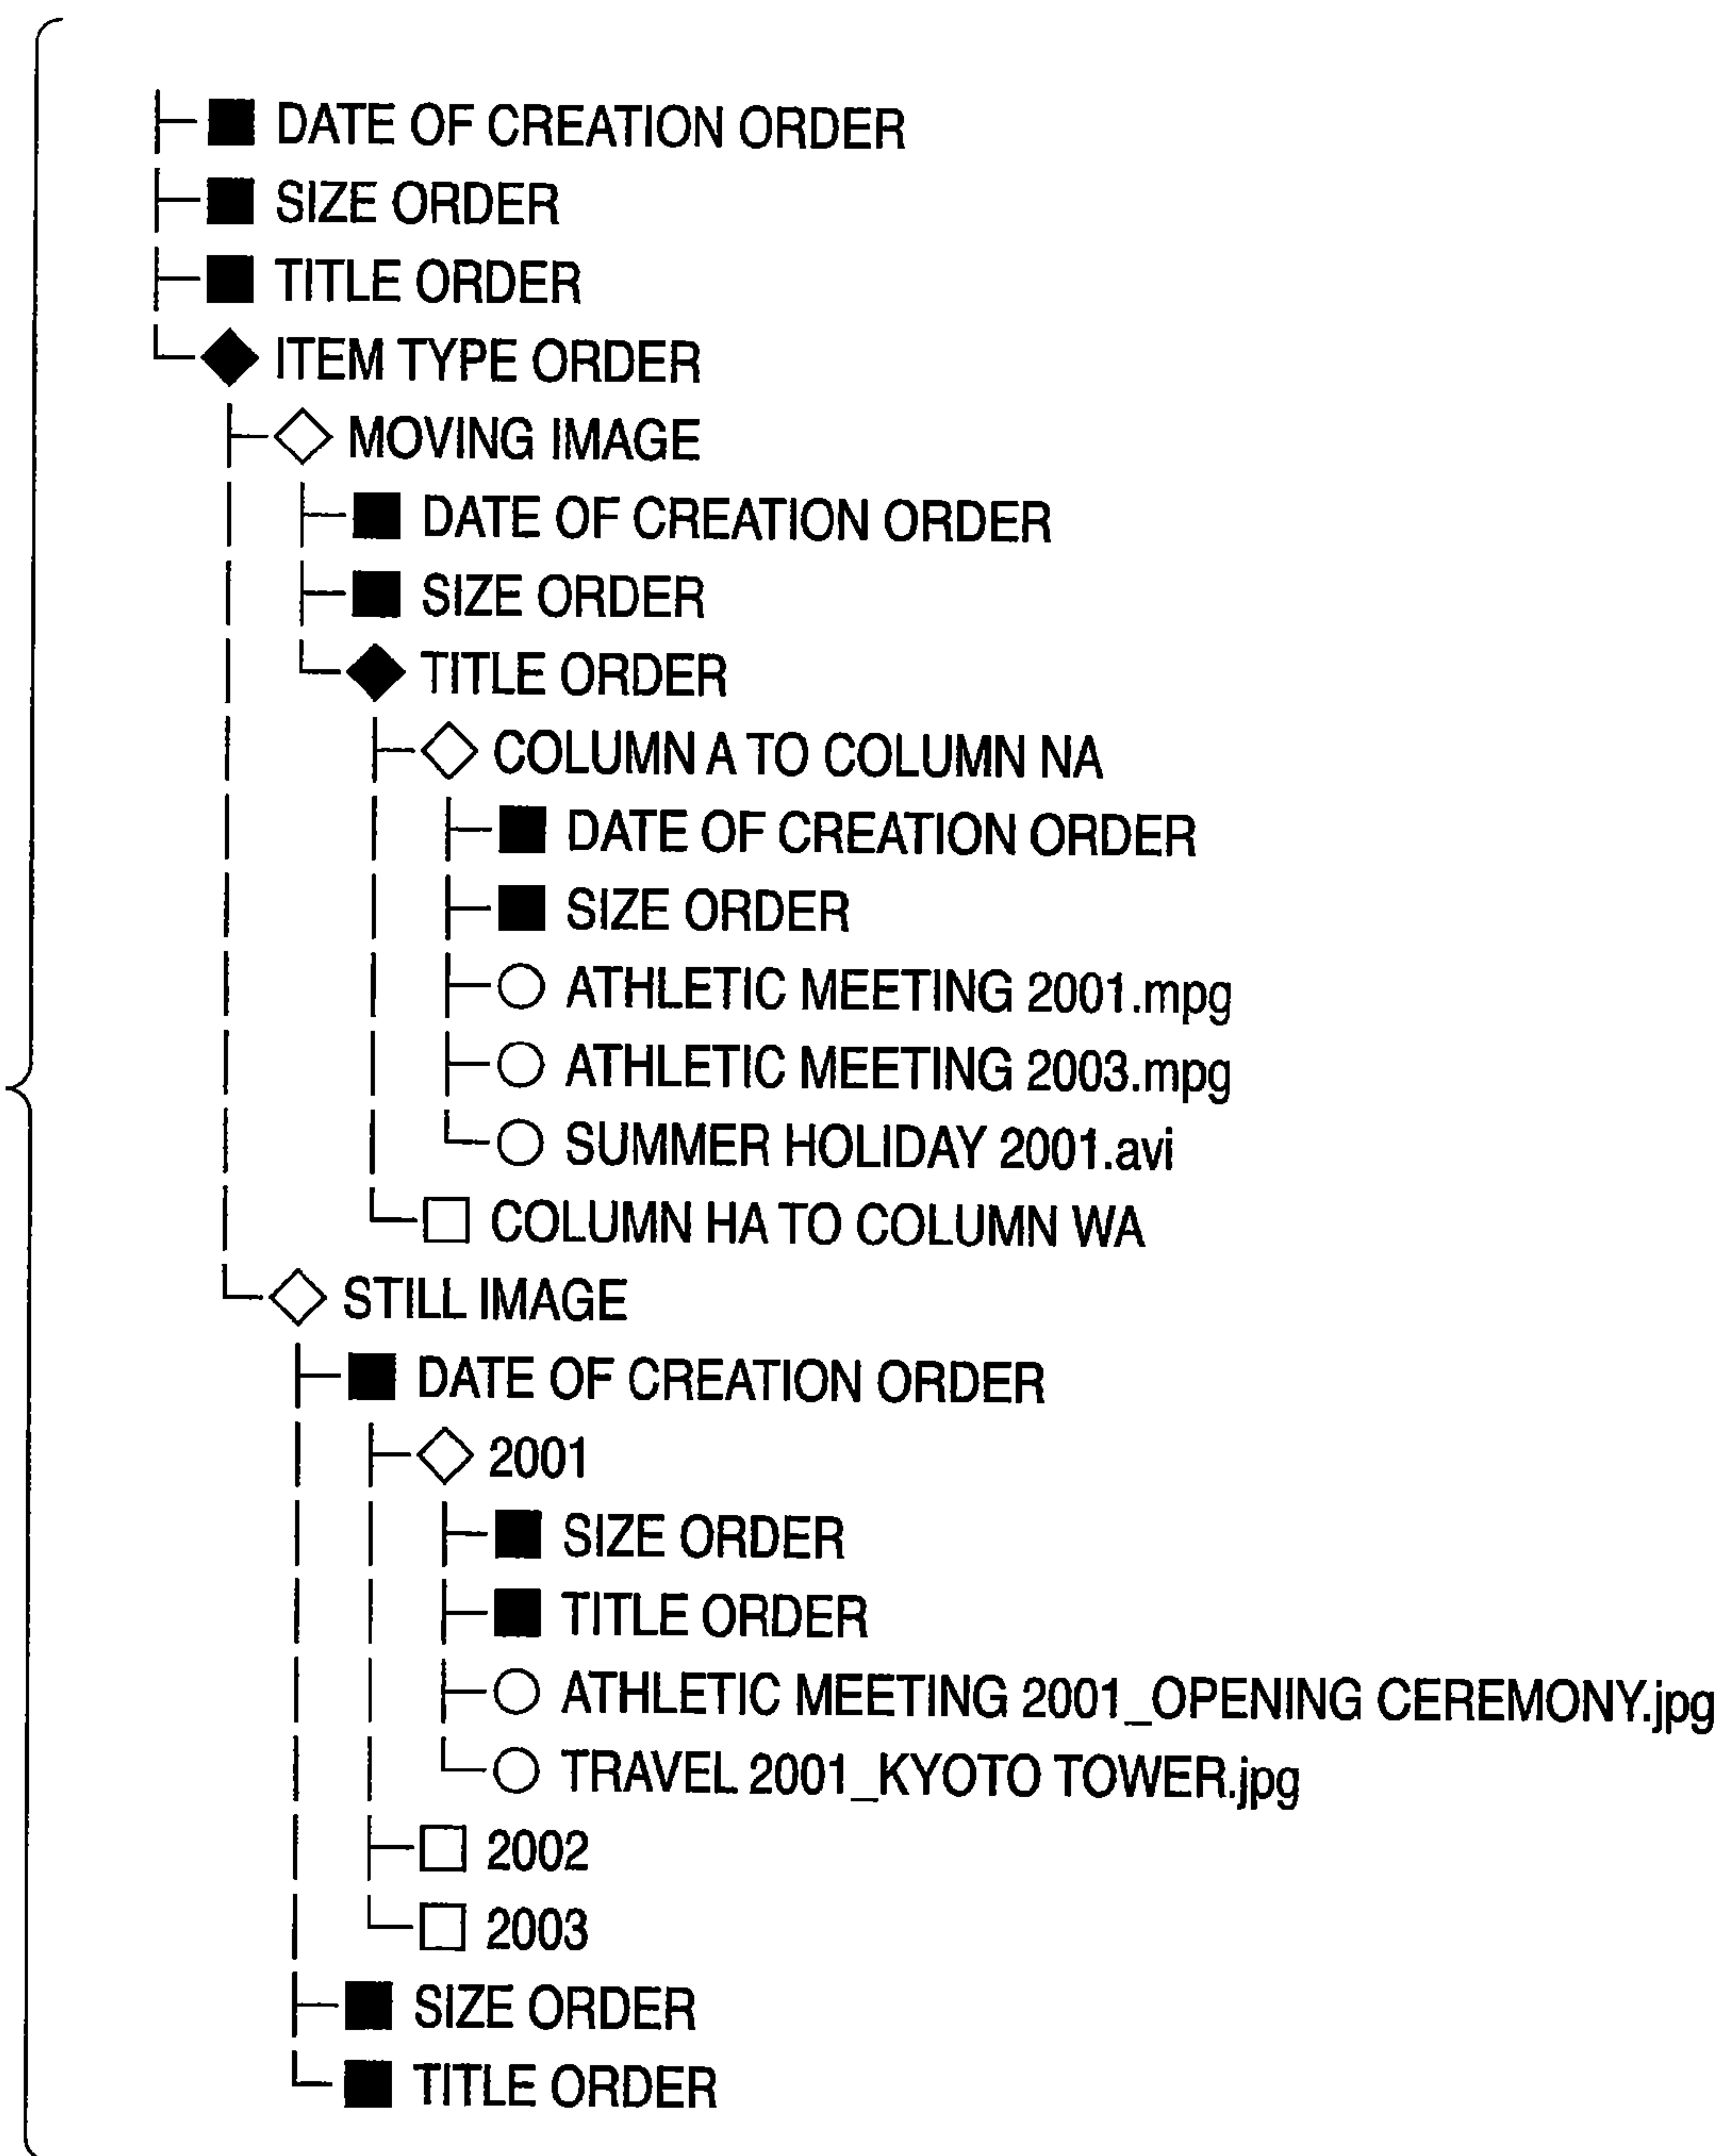 DATE OF CREATION ORDER
SIZE ORDER
TITLE ORDER
ITEM TYPE ORDER
MOVING IMAGE
DATE OF CREATION ORDER
SIZE ORDER
TITLE ORDER
COLUMN A TO COLUMN NA
DATE OF CREATION ORDER
SIZE ORDER
ATHLETIC MEETING 2001.mpg
ATHLETIC MEETING 2003.mpg
SUMMER HOLIDAY 2001.avi
COLUMN HA TO COLUMN WA
STILL IMAGE
DATE OF CREATION ORDER
2001
SIZE ORDER
TITLE ORDER
ATHLETIC MEETING 2001_OPENING CEREMONY.jpg
TRAVEL 2001_KYOTO TOWER.jpg
2002
2003
SIZE ORDER
TITLE ORDER